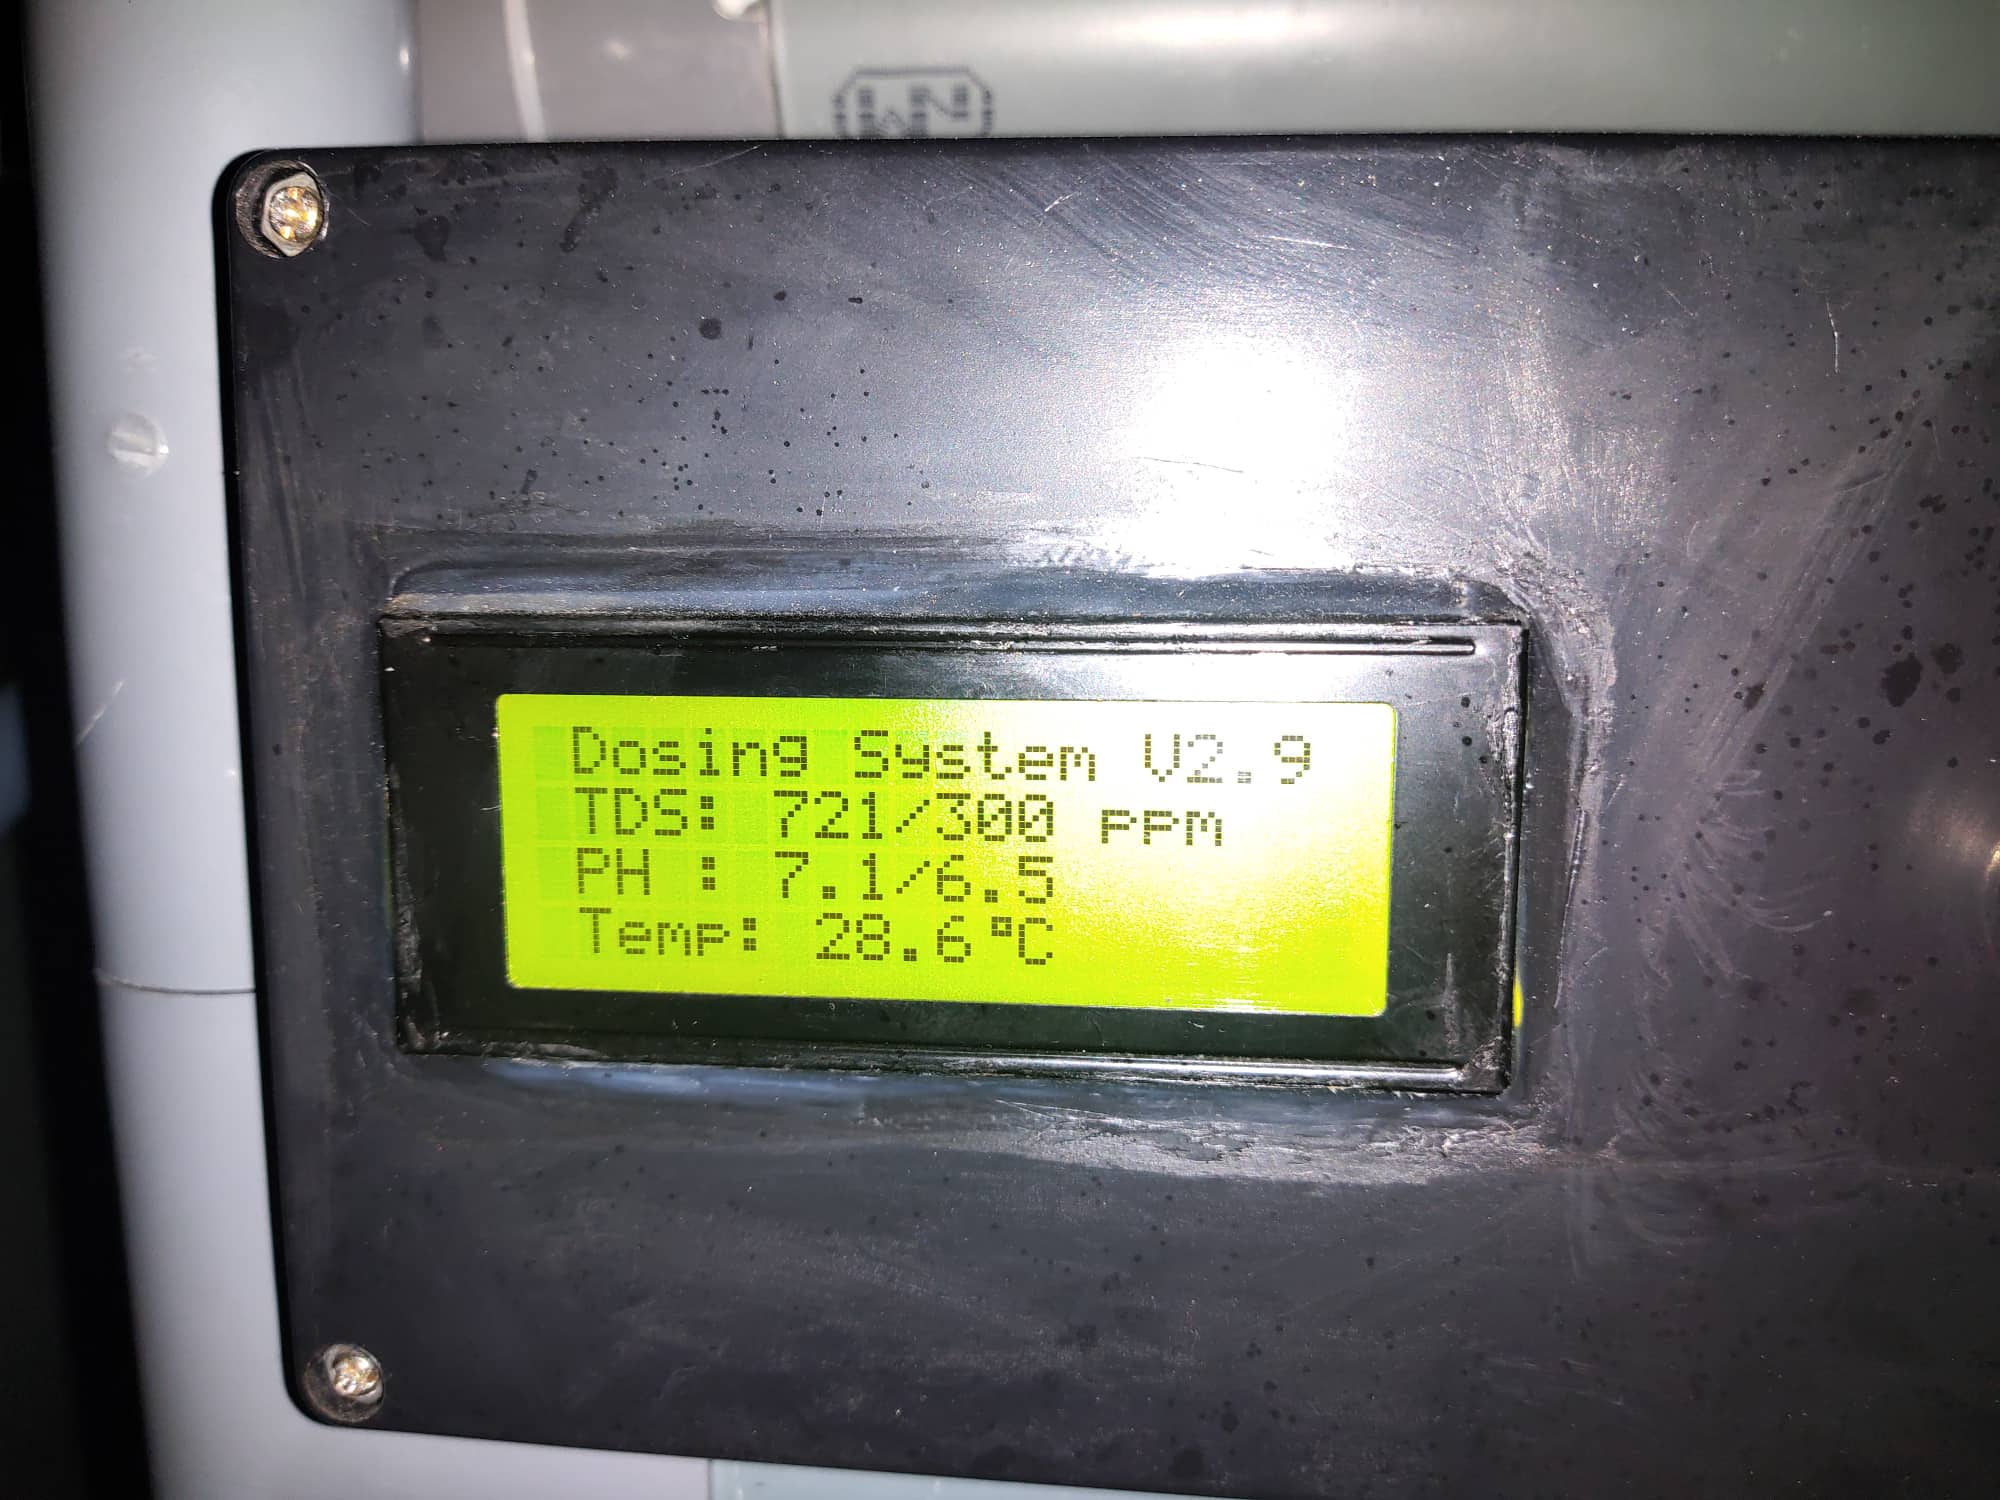 Dosing System V2.9
TDS: 721/300 ppm
PH : 7.1/6.5
Temp: 28.6°C